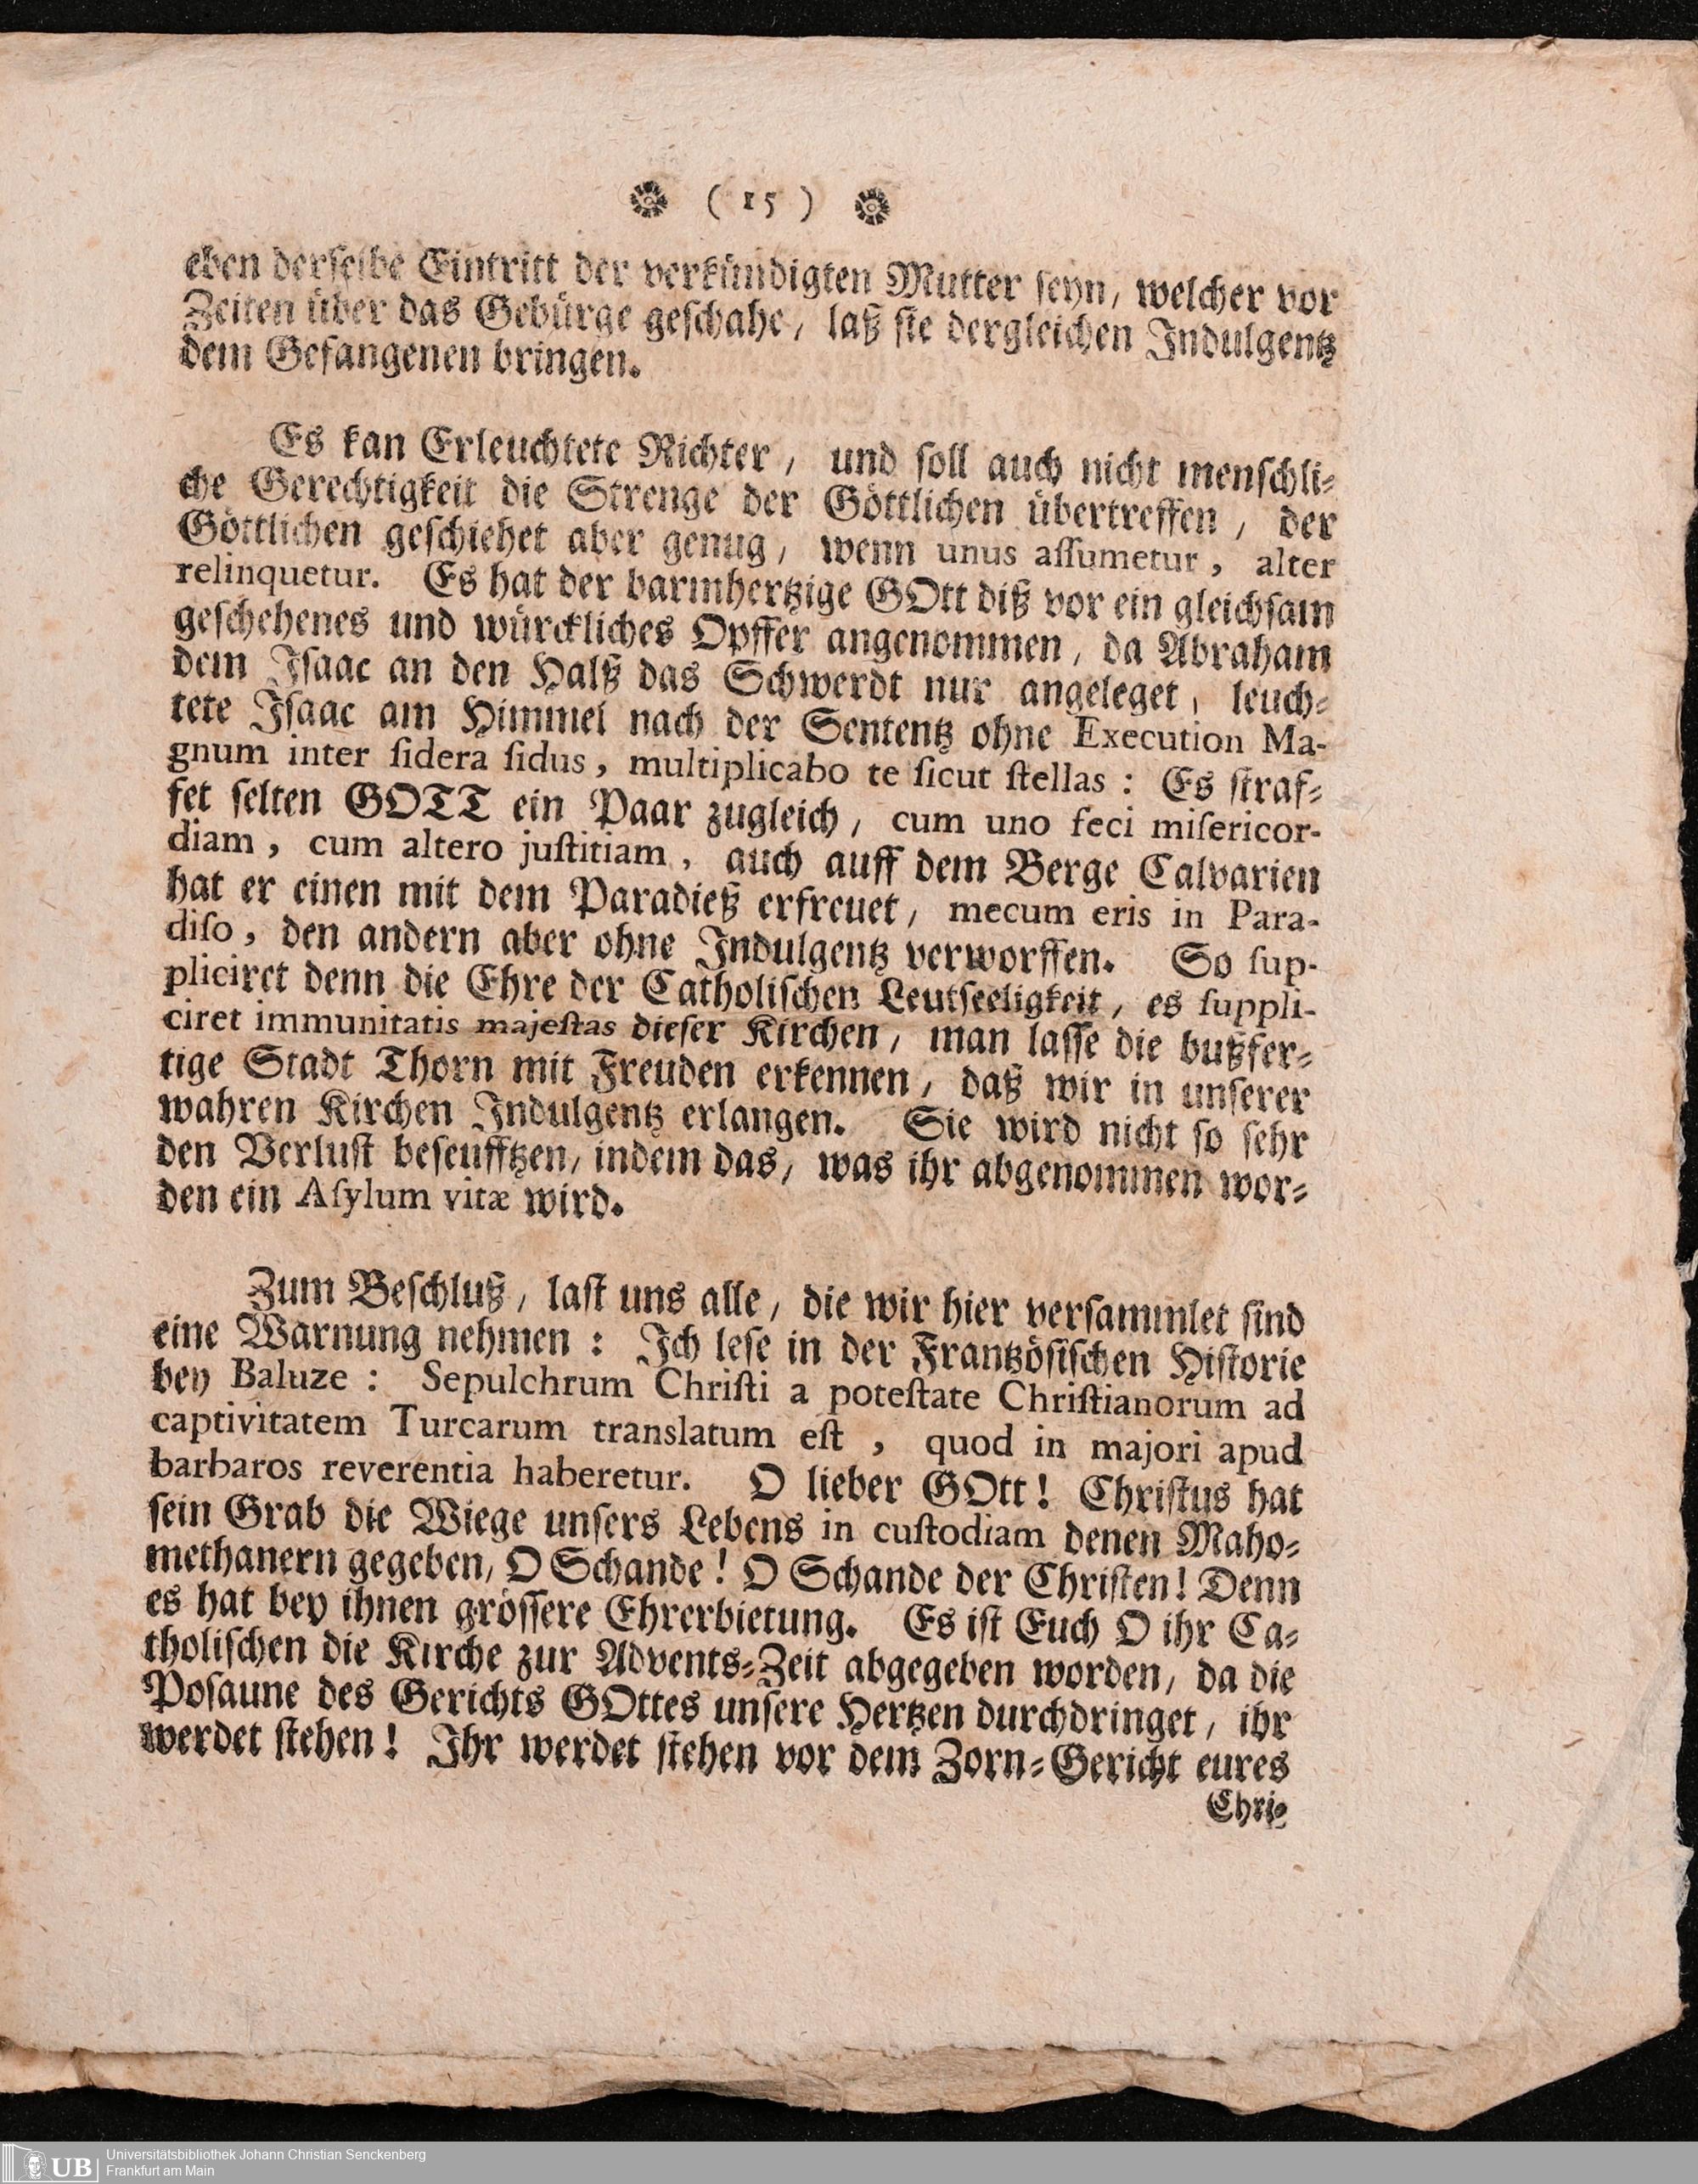 ( 15 )
eben derselbe Eintritt der verkündigten Mutter seyn, welcher vor
Zeiten über das Gebürge geschahe, laß sie dergleichen Indulgentz
dem Gefangenen bringen.
Es kan Erleuchtete Richter, und soll auch nicht menschli-
che Gerechtigkeit die Strenge der Göttlichen übertreffen, der
Göttlichen geschiehet aber genug, wenn unus assumetur, alter
relinquetur. Es hat der barmhertzige GOtt diß vor ein gleichsam
geschehenes und würckliches Opffer angenommen, da Abraham
dem Isaac an den Halß das Schwerdt nur angeleget, leuch-
tete Isaac am Himmel nach der Sententz ohne Execution Ma-
gnum inter sidera sidus, multiplicabo te sicut stellas: Es straf-
fet selten GOTT ein Paar zugleich, cum uno feci misericor-
diam, cum altero justitiam, auch auff dem Berge Calvarien
hat er einen mit dem Paradieß erfreuet, mecum eris in Para-
diso, den andern aber ohne Indulgentz verworffen. So sup-
pliciret denn die Ehre der Catholischen Leutseeligkeit, es suppli-
ciret immunitatis majestas dieser Kirchen, man lasse die bußfer-
tige Stadt Thorn mit Freuden erkennen, daß wir in unserer
wahren Kirchen Indulgentz erlangen. Sie wird nicht so sehr
den Verlust beseufftzen, indem das, was ihr abgenommen wor-
den ein Asylum vitæ wird.
Zum Beschluß, last uns alle, die wir hier versammlet sind
eine Warnung nehmen: Ich lese in der Frantzösischen Historie
bey Baluze: Sepulchrum Christi a potestate Christianorum ad
captivitatem Turcarum translatum est, quod in majori apud
barbaros reverentia haberetur. O lieber GOtt! Christus hat
sein Grab die Wiege unsers Lebens in custodiam denen Maho-
methanern gegeben, O Schande! O Schande der Christen! Denn
es hat bey ihnen grössere Ehrerbietung. Es ist Euch O ihr Ca-
tholischen die Kirche zur Advents-Zeit abgegeben worden, da die
Posaune des Gerichts GOttes unsere Hertzen durchdringet, ihr
werdet stehen! Ihr werdet stehen vor dem Zorn-Gericht eures
Chri-
UB
Universitätsbibliothek Johann Christian Senckenberg
Frankfurt am Main